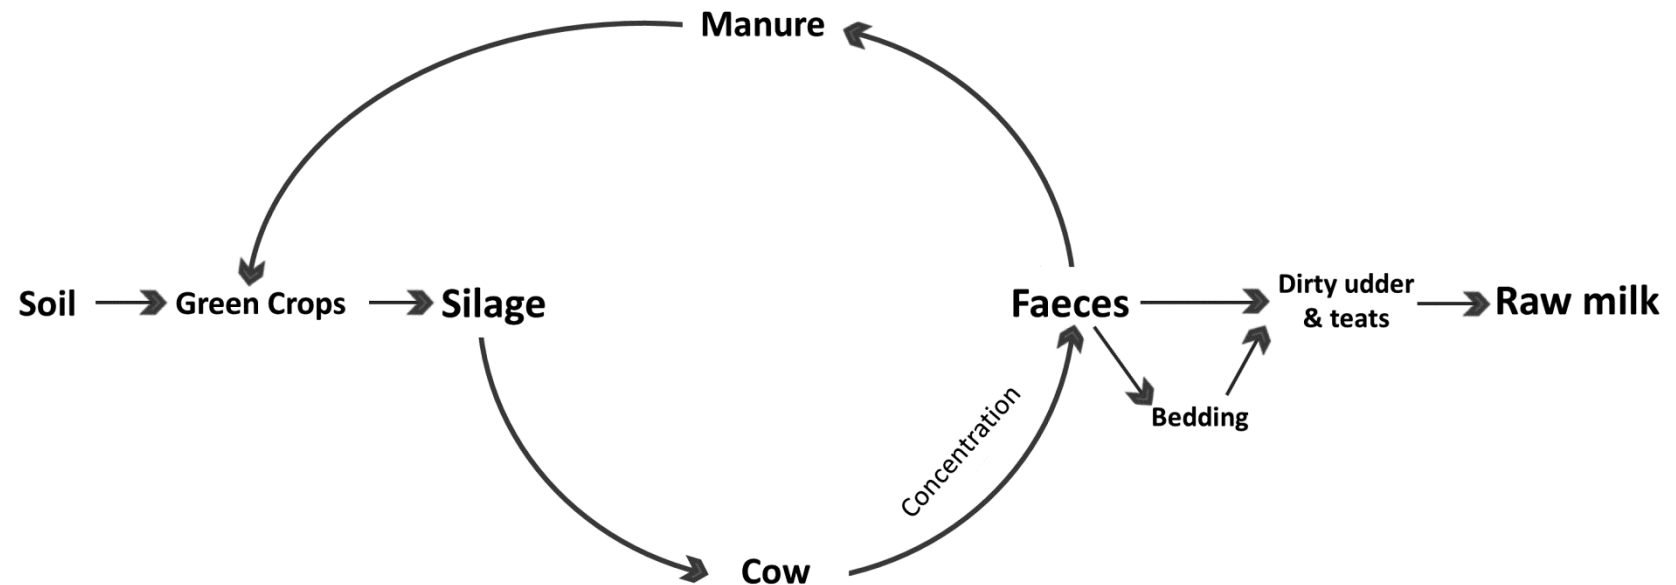 Manure
Soil
Green Crops
Silage
Faeces
Dirty udder
& teats
Raw milk
Bedding
Concentration
Cow